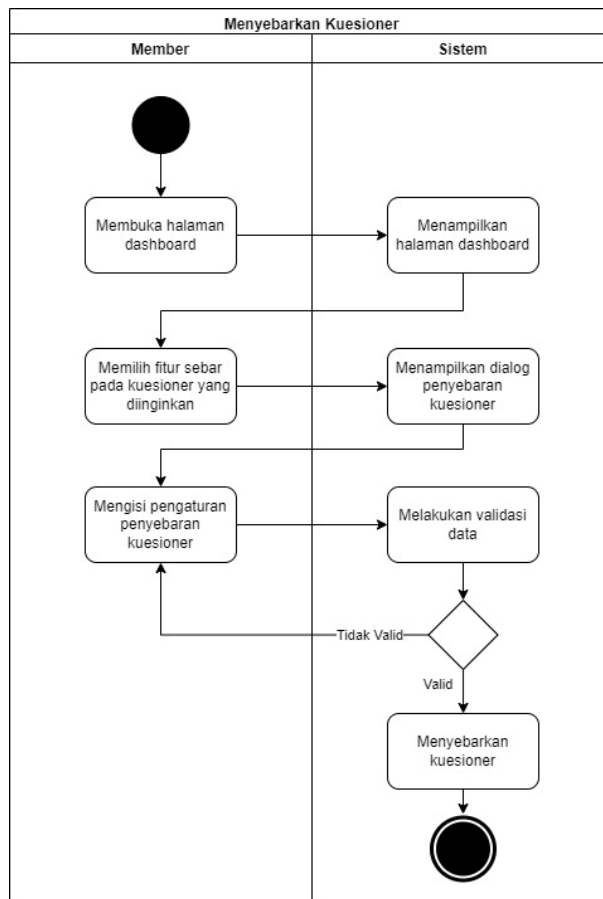 Menyebarkan Kuesioner
Member
Sistem
Membuka halaman
dashboard
Menampilkan
halaman dashboard
Memilih fitur sebar
pada kuesioner yang
diinginkan
Menampilkan dialog
penyebaran
kuesioner
Mengisi pengaturan
penyebaran
kuesioner
Melakukan validasi
data
Tidak Valid
Valid
Menyebarkan
kuesioner